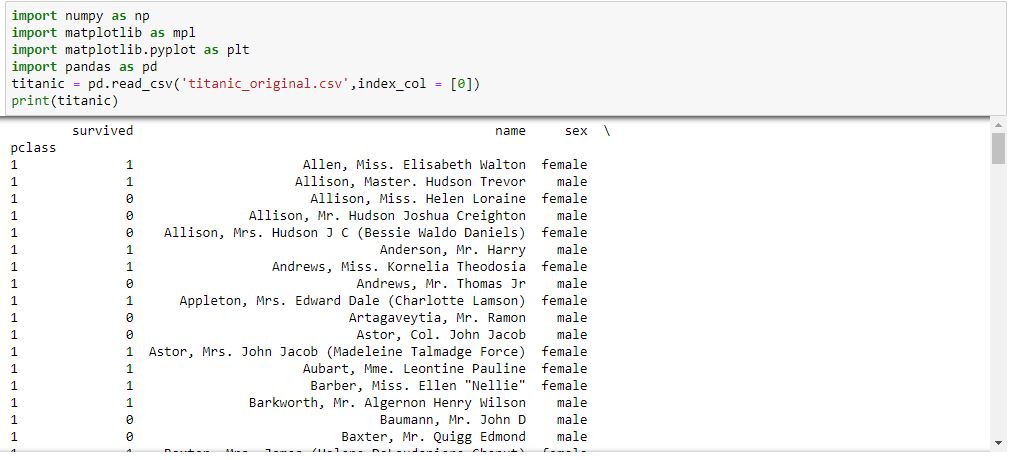 import numpy as np
import matplotlib as mpl
import matplotlib.pyplot as plt
import pandas as pd
titanic = pd.read_csv('titanic_original.csv',index_col = [0])
print(titanic)
survived name sex \
pclass
1 1 Allen, Miss. Elisabeth Walton female
1 1 Allison, Master. Hudson Trevor male
1 0 Allison, Miss. Helen Loraine female
1 0 Allison, Mr. Hudson Joshua Creighton male
1 0 Allison, Mrs. Hudson J C (Bessie Waldo Daniels) female
1 1 Anderson, Mr. Harry male
1 1 Andrews, Miss. Kornelia Theodosia female
1 0 Andrews, Mr. Thomas Jr male
1 1 Appleton, Mrs. Edward Dale (Charlotte Lamson) female
1 0 Artagaveytia, Mr. Ramon male
1 0 Astor, Col. John Jacob male
1 1 Astor, Mrs. John Jacob (Madeleine Talmadge Force) female
1 1 Aubart, Mme. Leontine Pauline female
1 1 Barber, Miss. Ellen "Nellie" female
1 1 Barkworth, Mr. Algernon Henry Wilson male
1 0 Baumann, Mr. John D male
1 0 Baxter, Mr. Quigg Edmond male